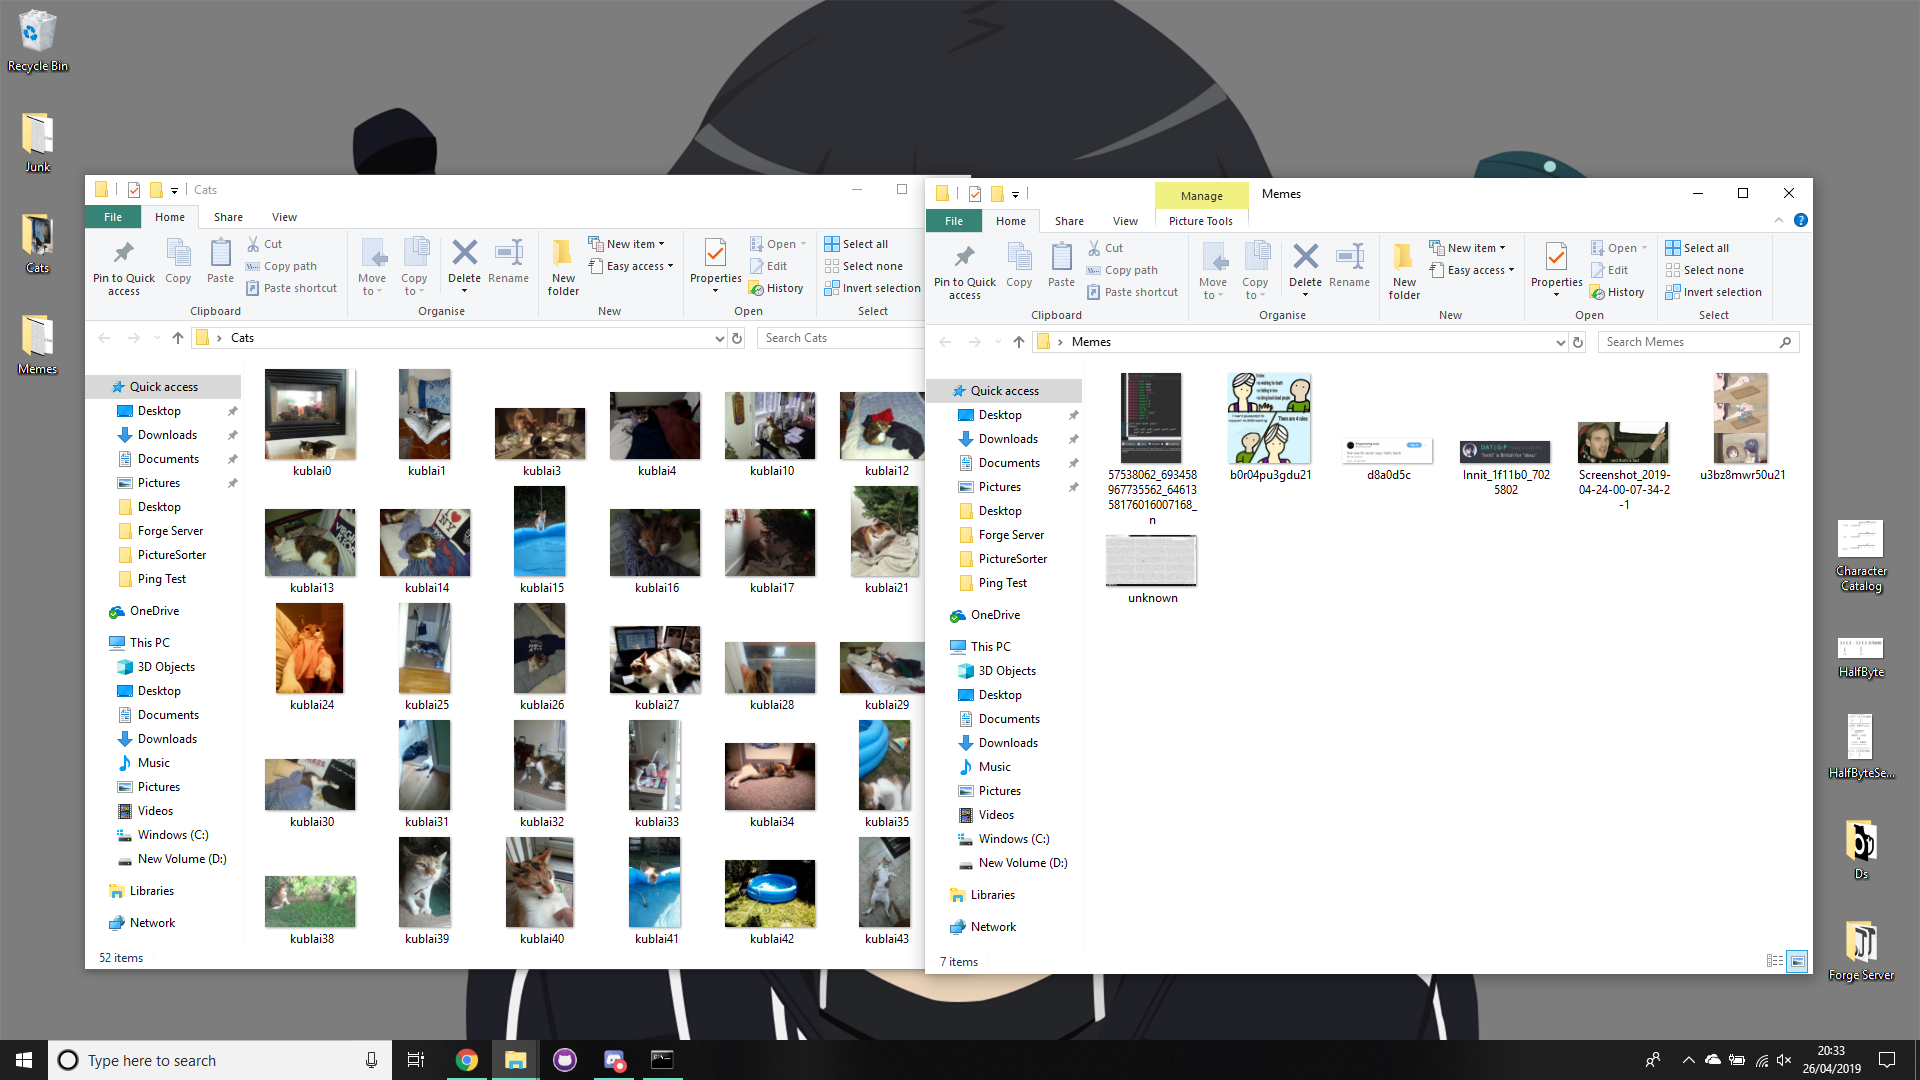 Recycle Bin
Junk
Cats
Memes
Cats
File
Home
Share
View
Pin to Quick access
Copy
Paste
Cut
Copy path
Paste shortcut
Clipboard
Move to
Copy to
Delete
Rename
Organise
New folder
New item
Easy access
New
Properties
Open
Edit
History
Open
Select all
Select none
Invert selection
Select
Cats
Search Cats
Quick access
Desktop
Downloads
Documents
Pictures
Desktop
Forge Server
PictureSorter
Ping Test
OneDrive
This PC
3D Objects
Desktop
Documents
Downloads
Music
Pictures
Videos
Windows (C:)
New Volume (D:)
Libraries
Network
kublai0
kublai1
kublai3
kublai4
kublai10
kublai12
kublai13
kublai14
kublai15
kublai16
kublai17
kublai21
kublai24
kublai25
kublai26
kublai27
kublai28
kublai29
kublai30
kublai31
kublai32
kublai33
kublai34
kublai35
kublai38
kublai39
kublai40
kublai41
kublai42
kublai43
52 items
Manage
Memes
File
Home
Share
View
Picture Tools
Pin to Quick access
Copy
Paste
Cut
Copy path
Paste shortcut
Clipboard
Move to
Copy to
Delete
Rename
Organise
New folder
New item
Easy access
New
Properties
Open
Edit
History
Open
Select all
Select none
Invert selection
Select
Memes
Search Memes
Quick access
Desktop
Downloads
Documents
Pictures
Desktop
Forge Server
PictureSorter
Ping Test
OneDrive
This PC
3D Objects
Desktop
Documents
Downloads
Music
Pictures
Videos
Windows (C:)
New Volume (D:)
Libraries
Network
57538062_693458
967735562_64613
58176016007168_
n
b0r04pu3gdu21
d8a0d5c
Innit_1f11b0_702
5802
Screenshot_2019-
04-24-00-07-34-2
-1
u3bz8mwr50u21
unknown
There are 4 rules
7 items
Character
Catalog
HalfByte
HalfByteSe...
Ds
Forge Server
Type here to search
20:33
26/04/2019